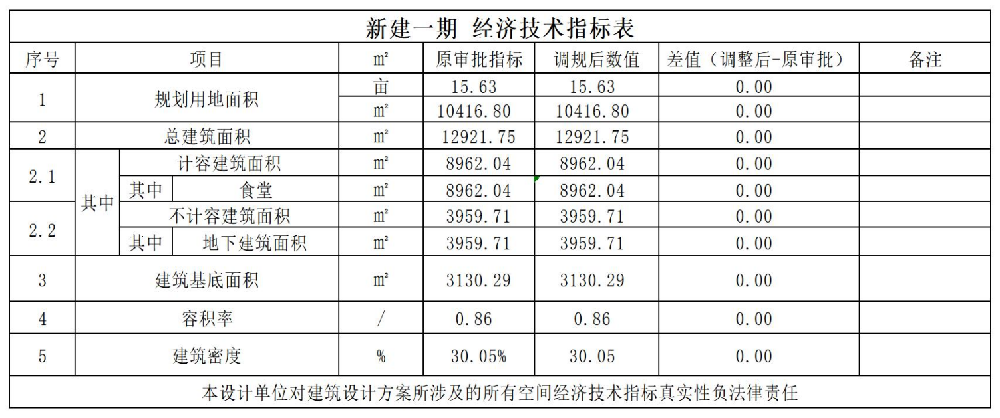 新建一期 经济技术指标表
序号 项目 ㎡ 原审批指标 调规后数值 差值（调整后-原审批） 备注
1 规划用地面积 亩 15.63 15.63 0.00
㎡ 10416.80 10416.80 0.00
2 总建筑面积 ㎡ 12921.75 12921.75 0.00
2.1 其中 计容建筑面积 ㎡ 8962.04 8962.04 0.00
其中 食堂 ㎡ 8962.04 8962.04 0.00
2.2 不计容建筑面积 ㎡ 3959.71 3959.71 0.00
其中 地下建筑面积 ㎡ 3959.71 3959.71 0.00
3 建筑基底面积 ㎡ 3130.29 3130.29 0.00
4 容积率 / 0.86 0.86 0.00
5 建筑密度 % 30.05% 30.05 0.00
本设计单位对建筑设计方案所涉及的所有空间经济技术指标真实性负法律责任